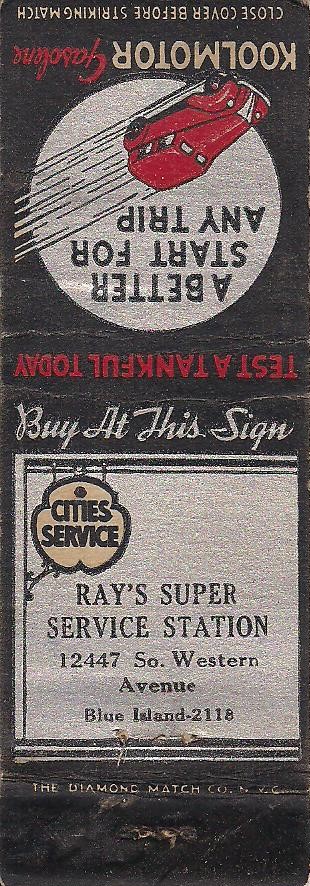 CLOSE COVER BEFORE STRIKING MATCH
KOOLMOTOR Gasolene
A BETTER
START FOR
ANY TRIP
TEST A TANKFUL TODAY
Buy At This Sign
CITIES
SERVICE
RAY'S SUPER
SERVICE STATION
12447 So. Western
Avenue
Blue Island-2118
THE DIAMOND MATCH CO. N.Y.C.